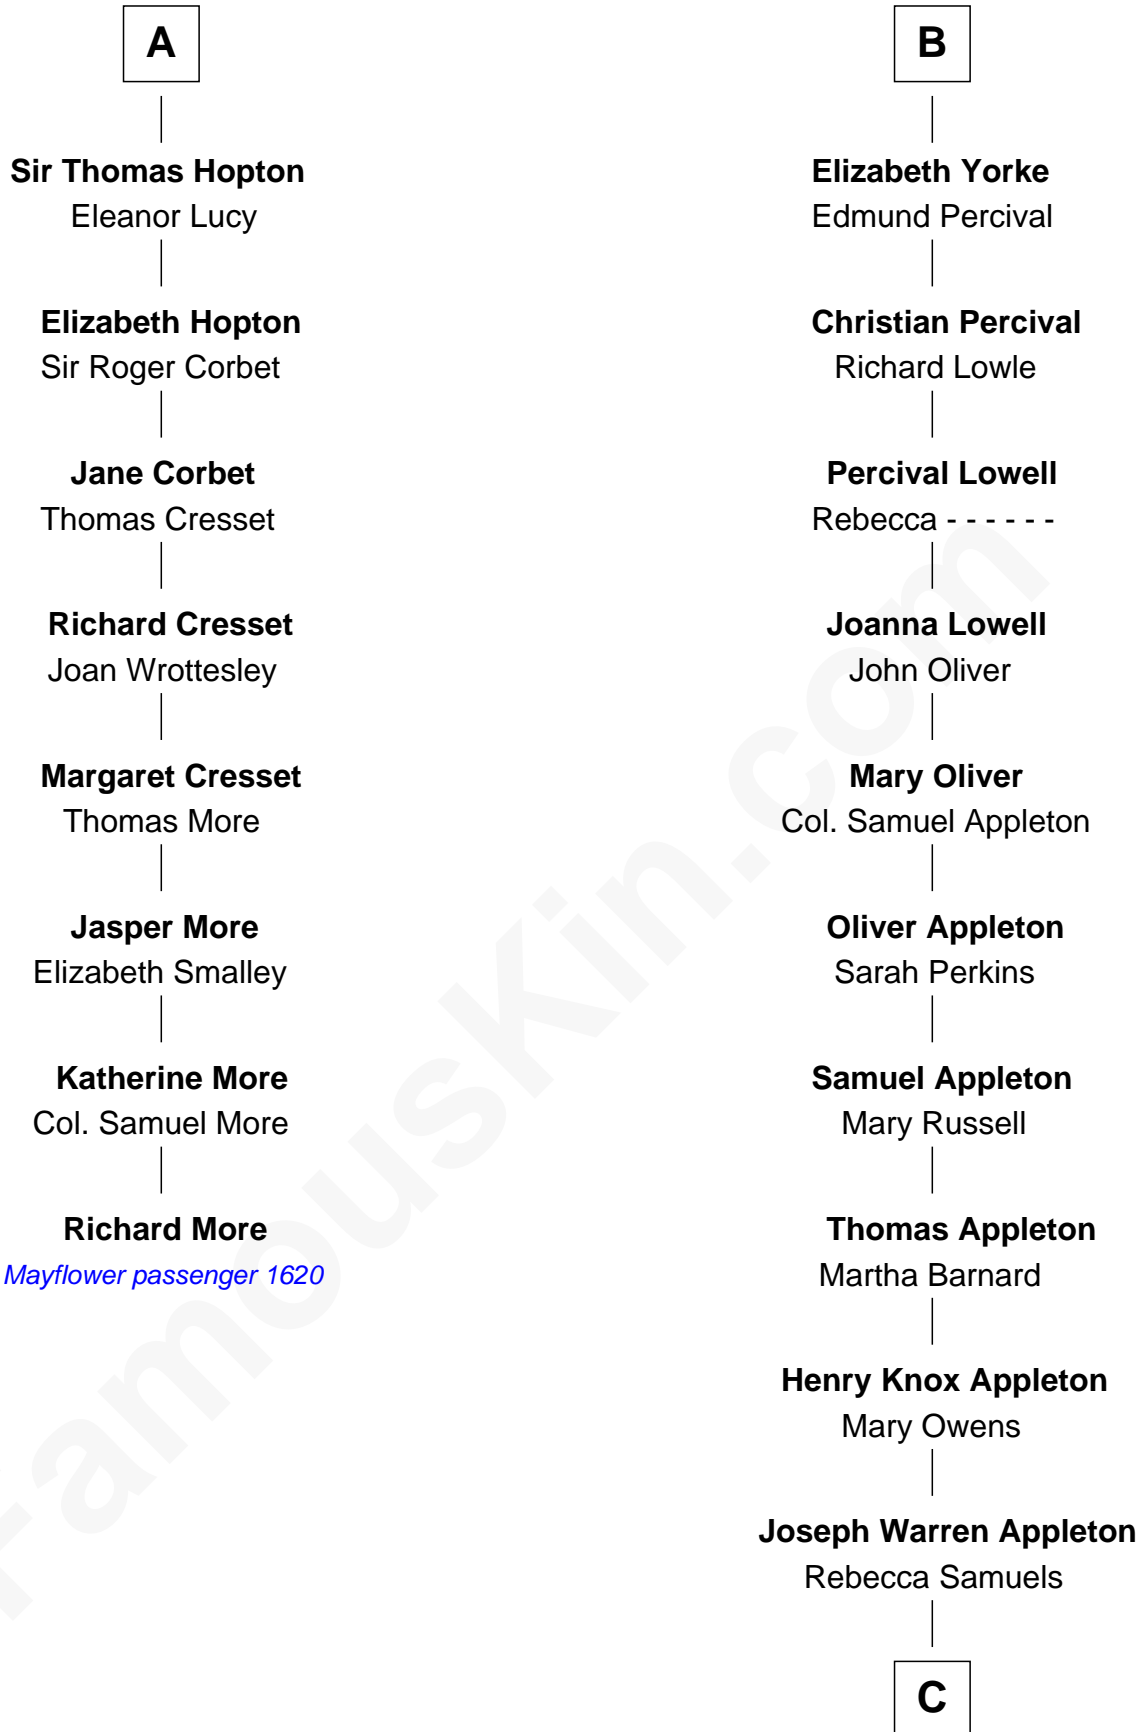 A
Sir Thomas Hopton
Eleanor Lucy
Elizabeth Hopton
Sir Roger Corbet
Jane Corbet
Thomas Cresset
Richard Cresset
Joan Wrottesley
Margaret Cresset
Thomas More
Jasper More
Elizabeth Smalley
Katherine More
Col. Samuel More
Richard More
Mayflower passenger 1620
B
Elizabeth Yorke
Edmund Percival
Christian Percival
Richard Lowle
Percival Lowell
Rebecca - - - - - -
Joanna Lowell
John Oliver
Mary Oliver
Col. Samuel Appleton
Oliver Appleton
Sarah Perkins
Samuel Appleton
Mary Russell
Thomas Appleton
Martha Barnard
Henry Knox Appleton
Mary Owens
Joseph Warren Appleton
Rebecca Samuels
C
FamousKin.com